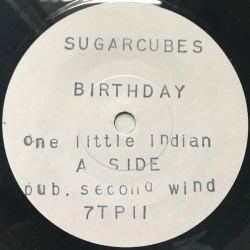 SUGARCUBES
BIRTHDAY
one little indian
A SIDE
pub. second wind
7TP11